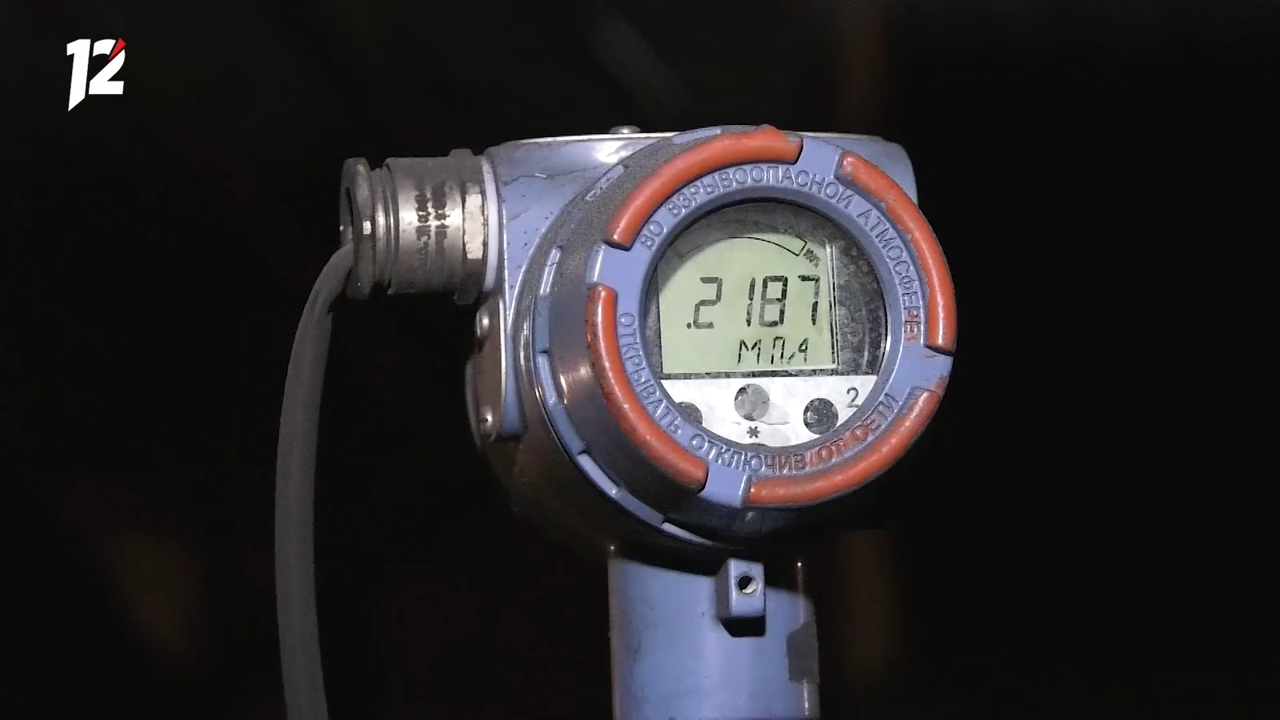 12
ВО ВЗРЫВООПАСНОЙ АТМОСФЕРЕ
ОТКРЫВАТЬ ОТКЛЮЧИВ ОТ СЕТИ
.2187
МПА
2
*